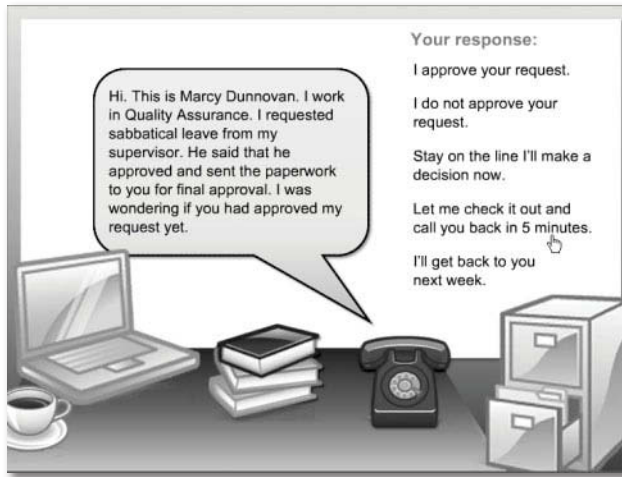 Your response:
Hi. This is Marcy Dunnovan. I work
in Quality Assurance. I requested
sabbatical leave from my
supervisor. He said that he
approved and sent the paperwork
to you for final approval. I was
wondering if you had approved my
request yet.
I approve your request.
I do not approve your
request.
Stay on the line I'll make a
decision now.
Let me check it out and
call you back in 5 minutes.
I'll get back to you
next week.